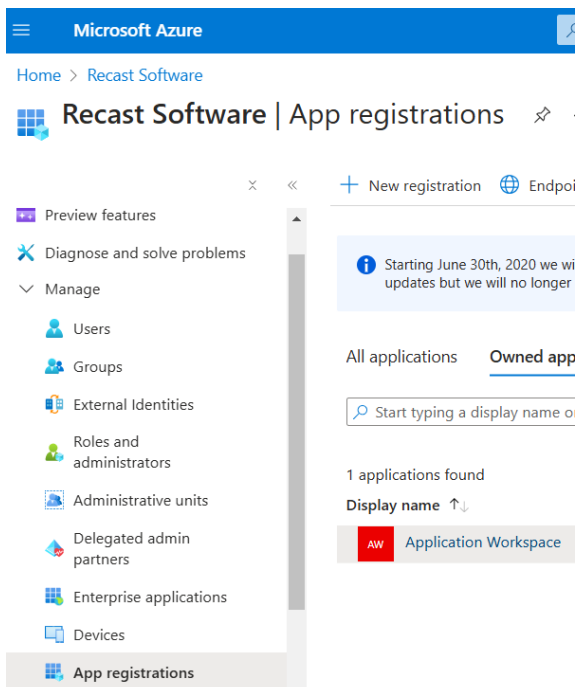 Microsoft Azure
Home > Recast Software
Recast Software | App registrations
Preview features
Diagnose and solve problems
Manage
Users
Groups
External Identities
Roles and
administrators
Administrative units
Delegated admin
partners
Enterprise applications
Devices
App registrations
+ New registration
Endpoi
Starting June 30th, 2020 we wi
updates but we will no longer
All applications
Owned app
Start typing a display name o
1 applications found
Display name ↑↓
AW
Application Workspace